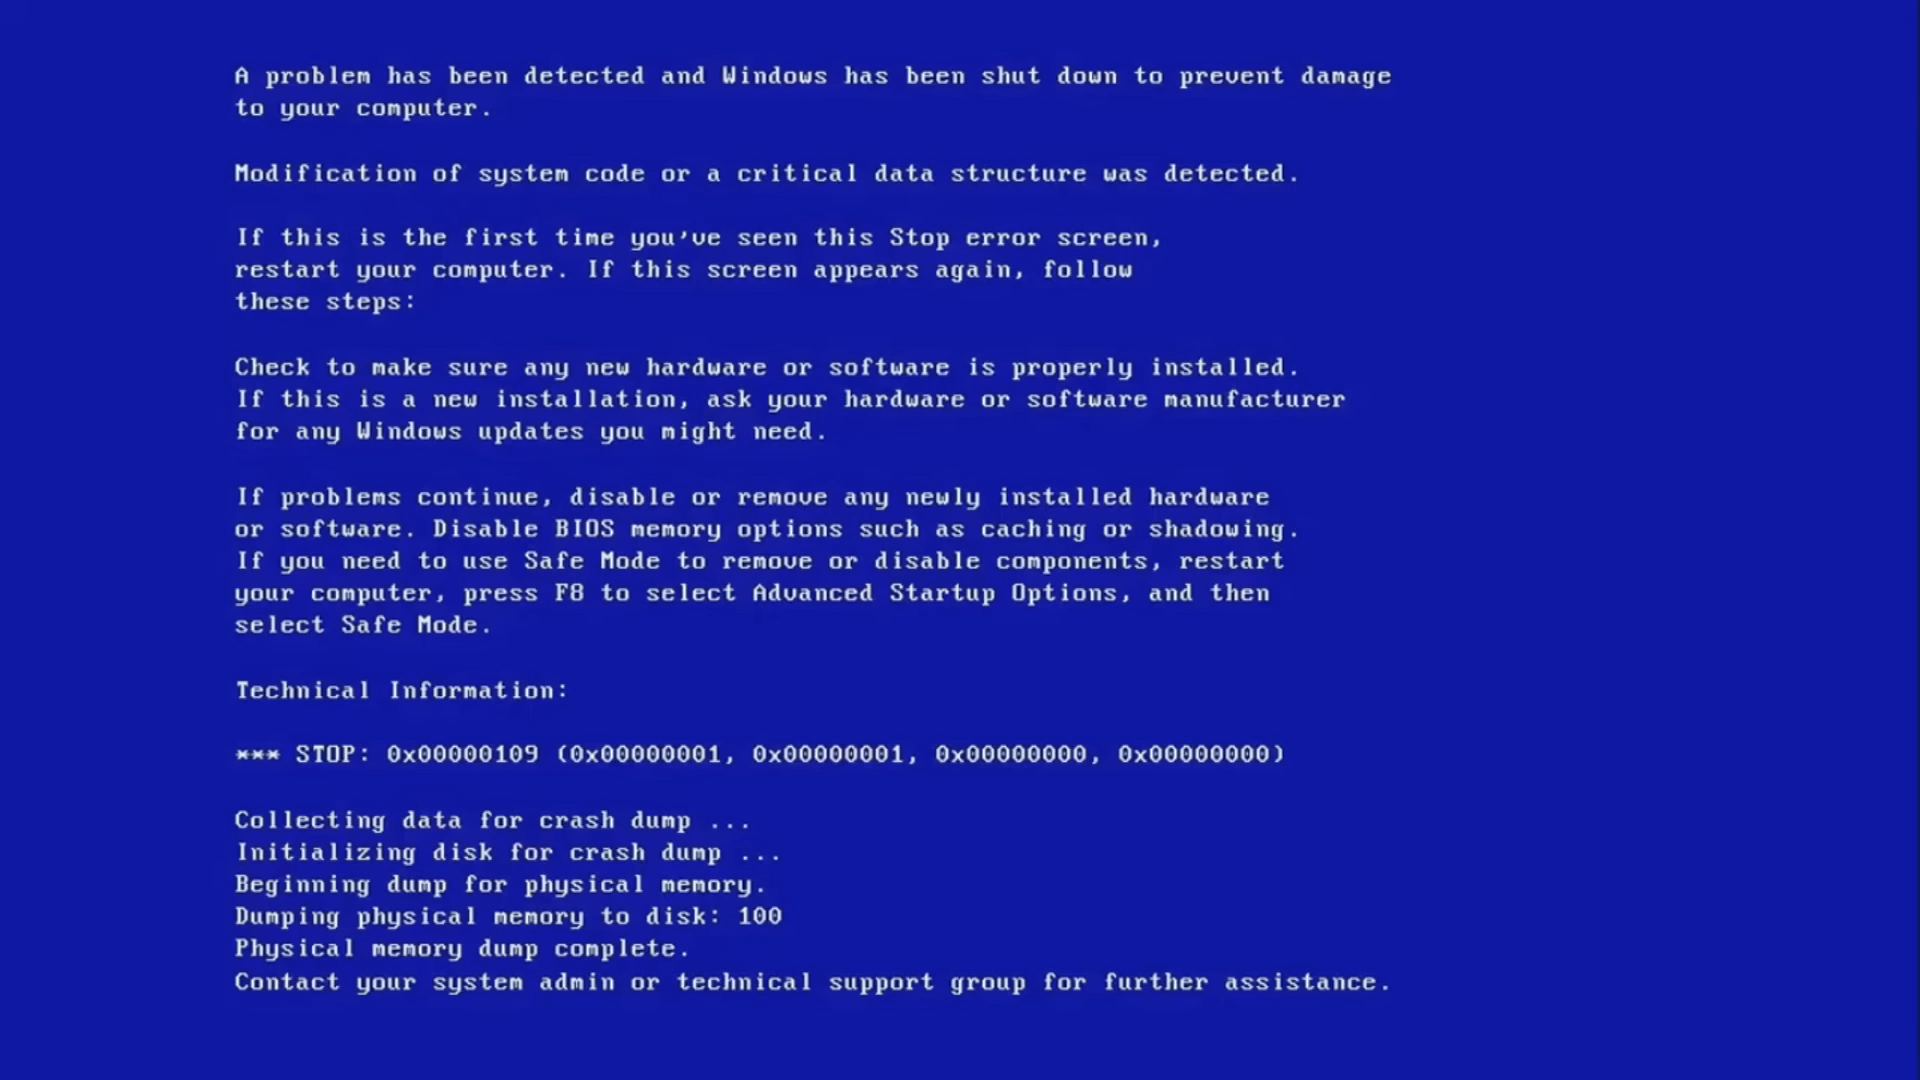 A problem has been detected and Windows has been shut down to prevent damage
to your computer.
Modification of system code or a critical data structure was detected.
If this is the first time you've seen this Stop error screen,
restart your computer. If this screen appears again, follow
these steps:
Check to make sure any new hardware or software is properly installed.
If this is a new installation, ask your hardware or software manufacturer
for any Windows updates you might need.
If problems continue, disable or remove any newly installed hardware
or software. Disable BIOS memory options such as caching or shadowing.
If you need to use Safe Mode to remove or disable components, restart
your computer, press F8 to select Advanced Startup Options, and then
select Safe Mode.
Technical Information:
*** STOP: 0x00000109 (0x00000001, 0x00000001, 0x00000000, 0x00000000)
Collecting data for crash dump ...
Initializing disk for crash dump ...
Beginning dump for physical memory.
Dumping physical memory to disk: 100
Physical memory dump complete.
Contact your system admin or technical support group for further assistance.